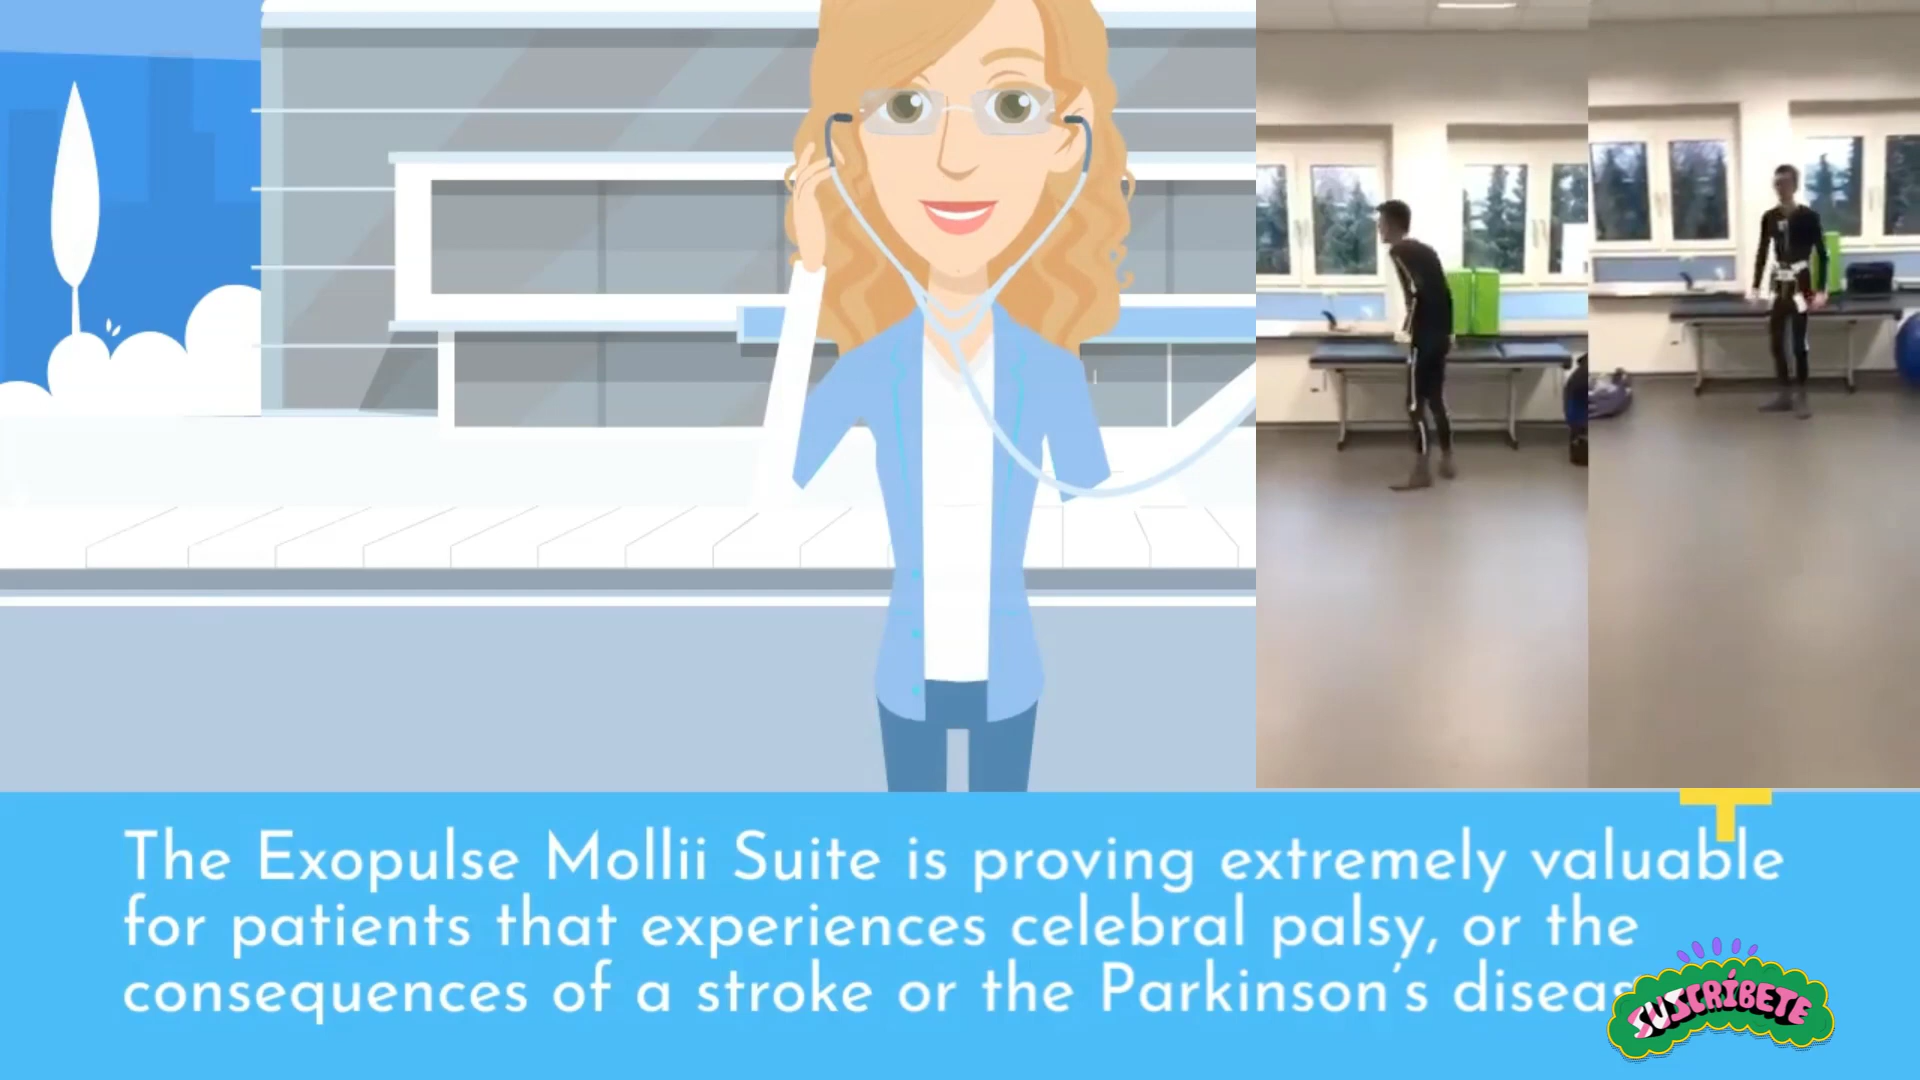 The Exopulse Mollii Suite is proving extremely valuable
for patients that experiences celebral palsy, or the
consequences of a stroke or the Parkinson's diseas
SUSCRÍBETE